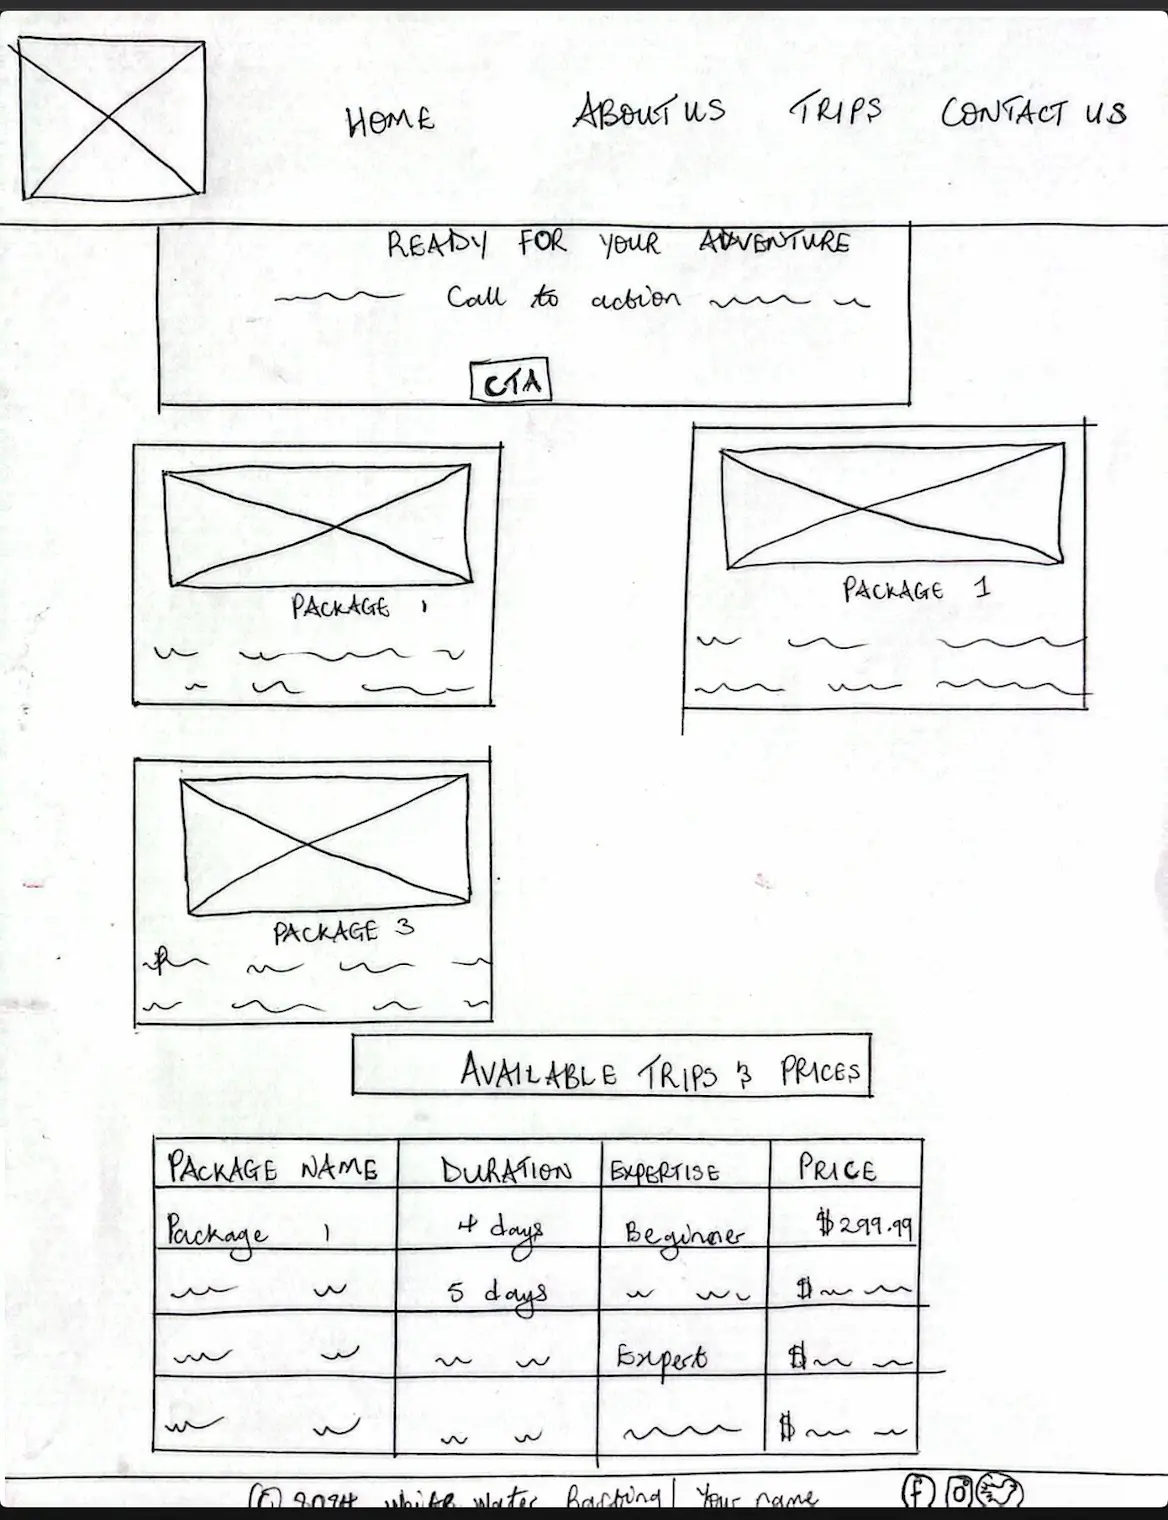 HOME ABOUT US TRIPS CONTACT US
READY FOR YOUR ADVENTURE
Call to action
CTA
PACKAGE 1
PACKAGE 1
PACKAGE 3
AVAILABLE TRIPS & PRICES
PACKAGE NAME DURATION EXPERTISE PRICE
Package 1 4 days Beginner $299.99
5 days $
Expert $
$
© 2024 White Water Rafting | Your name